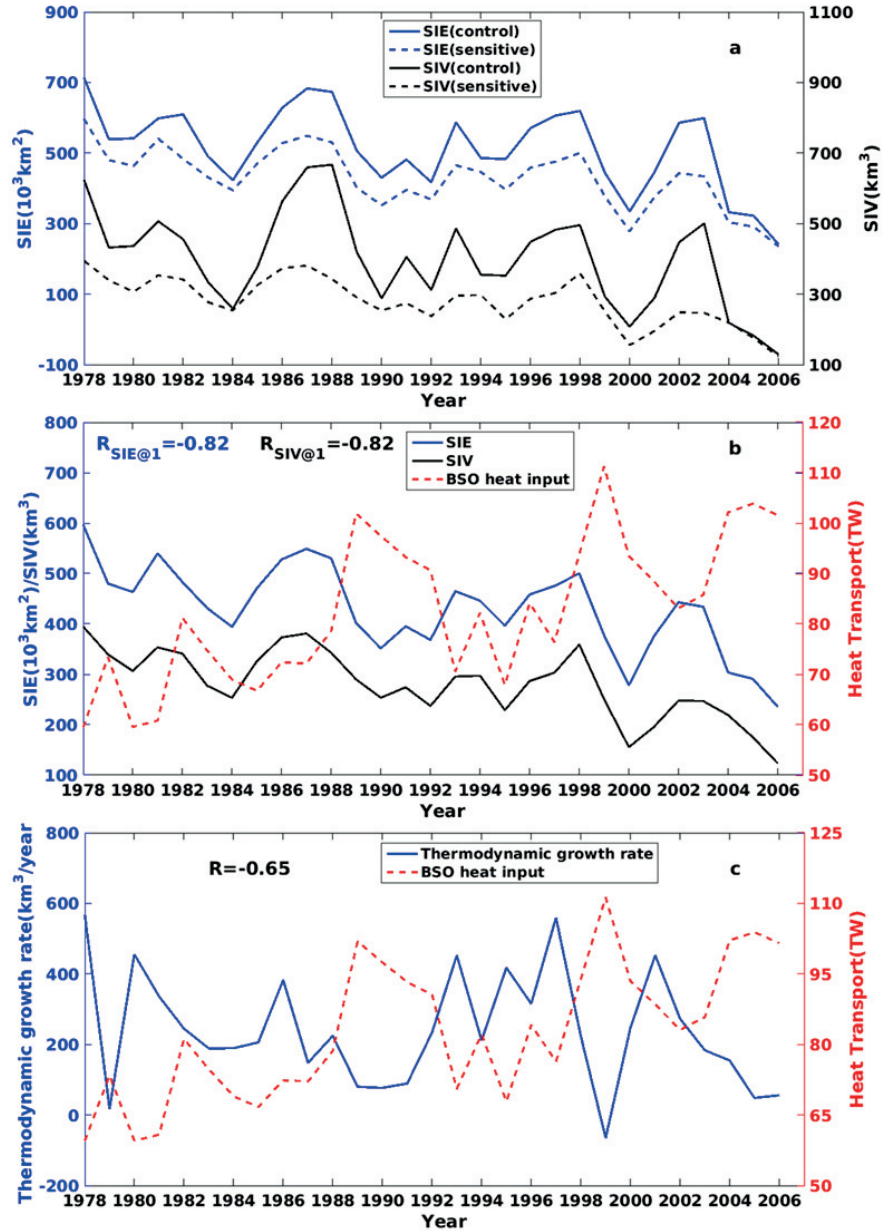 900
700
500
300
100
-100
SIE(10³km²)
SIE(control)
SIE(sensitive)
SIV(control)
SIV(sensitive)
a
1100
900
700
500
300
100
SIV(km³)
1978 1980 1982 1984 1986 1988 1990 1992 1994 1996 1998 2000 2002 2004 2006
Year
800
700
600
500
400
300
200
100
SIE(10³km²)/SIV(km³)
R_SIE@1=-0.82 R_SIV@1=-0.82
SIE
SIV
BSO heat input
b
120
110
100
90
80
70
60
50
Heat Transport(TW)
1978 1980 1982 1984 1986 1988 1990 1992 1994 1996 1998 2000 2002 2004 2006
Year
800
600
400
200
0
-200
Thermodynamic growth rate(km³/year)
R=-0.65
Thermodynamic growth rate
BSO heat input
c
125
110
95
80
65
50
Heat Transport(TW)
1978 1980 1982 1984 1986 1988 1990 1992 1994 1996 1998 2000 2002 2004 2006
Year